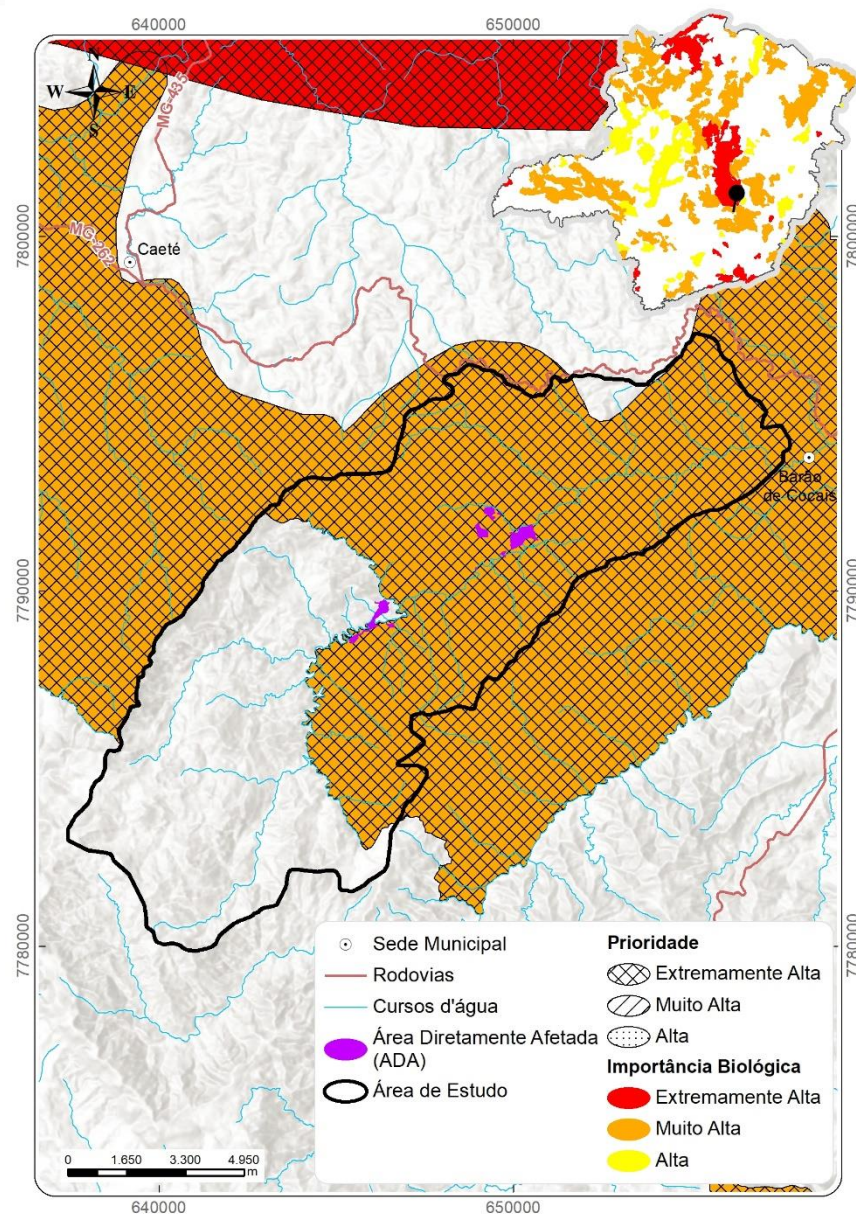 640000
650000
N
W
E
S
MG-435
MG-262
Caeté
7800000
7800000
Barão
de Cocais
7790000
7790000
7780000
7780000
Sede Municipal
Rodovias
Cursos d'água
Área Diretamente Afetada
(ADA)
Área de Estudo
Prioridade
Extremamente Alta
Muito Alta
Alta
Importância Biológica
Extremamente Alta
Muito Alta
Alta
0 1.650 3.300 4.950
m
640000
650000